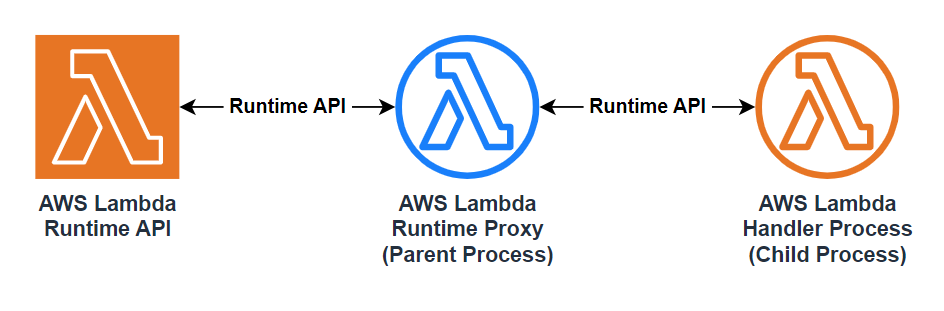 Runtime API
Runtime API
AWS Lambda
Runtime API
AWS Lambda
Runtime Proxy
(Parent Process)
AWS Lambda
Handler Process
(Child Process)